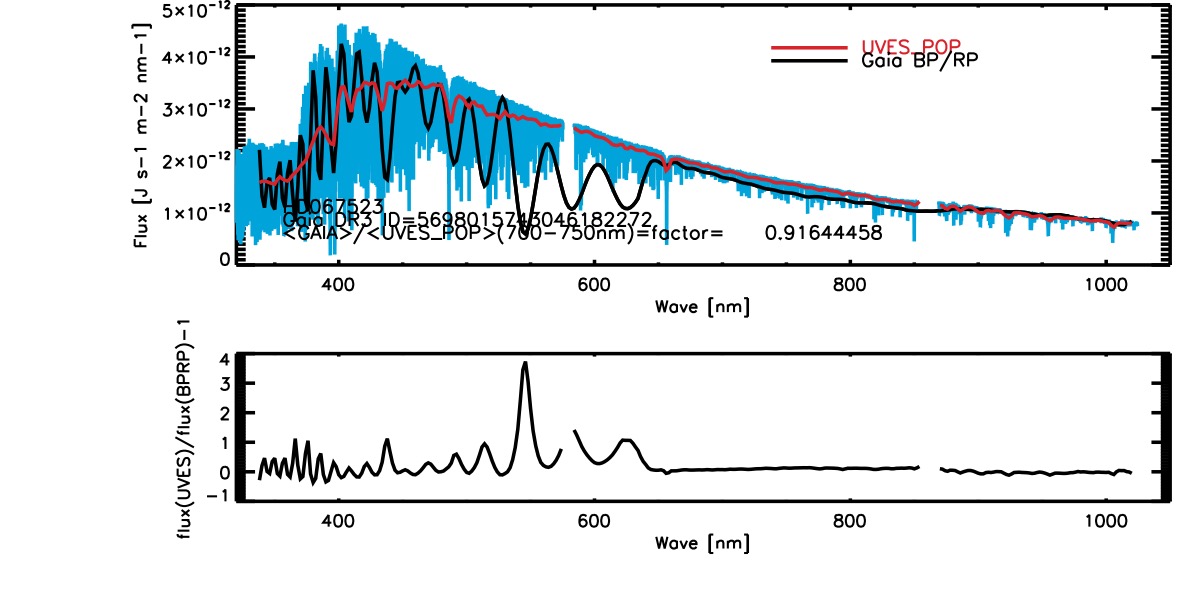 5×10−12
4×10−12
3×10−12
2×10−12
1×10−12
0
Flux [J s−1 m−2 nm−1]
UVES_POP
Gaia BP/RP
HD067523
Gaia DR3 ID=5698015743046182272
<GAIA>/<UVES_POP>(700−750nm)=factor= 0.91644458
400 600 800 1000
Wave [nm]
flux(UVES)/flux(BPRP)−1
4
3
2
1
0
−1
400 600 800 1000
Wave [nm]